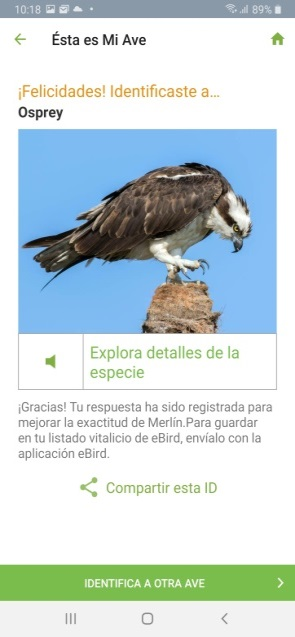 10:18 89%
Ésta es Mi Ave
¡Felicidades! Identificaste a...
Osprey
Explora detalles de la
especie
¡Gracias! Tu respuesta ha sido registrada para
mejorar la exactitud de Merlín.Para guardar
en tu listado vitalicio de eBird, envíalo con la
aplicación eBird.
Compartir esta ID
IDENTIFICA A OTRA AVE